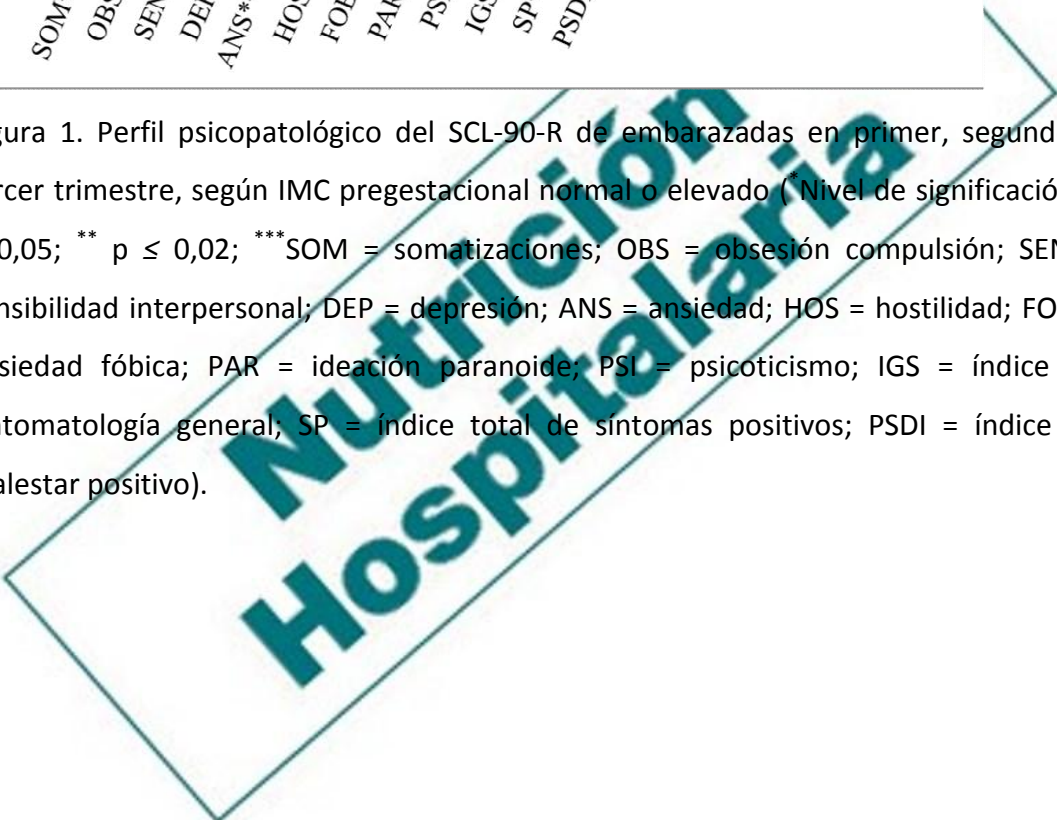 SOM
OBS
SEN
DEP
ANS**
HOS
FOB
PAR
PSI
IGS
SP
PSDI
gura 1. Perfil psicopatológico del SCL-90-R de embarazadas en primer, segund
rcer trimestre, según IMC pregestacional normal o elevado (*Nivel de significació
0,05; ** p ≤ 0,02; ***SOM = somatizaciones; OBS = obsesión compulsión; SEN
nsibilidad interpersonal; DEP = depresión; ANS = ansiedad; HOS = hostilidad; FO
siedad fóbica; PAR = ideación paranoide; PSI = psicoticismo; IGS = índice
ntomatología general; SP = índice total de síntomas positivos; PSDI = índice
alestar positivo).
Nutrición
Hospitalaria